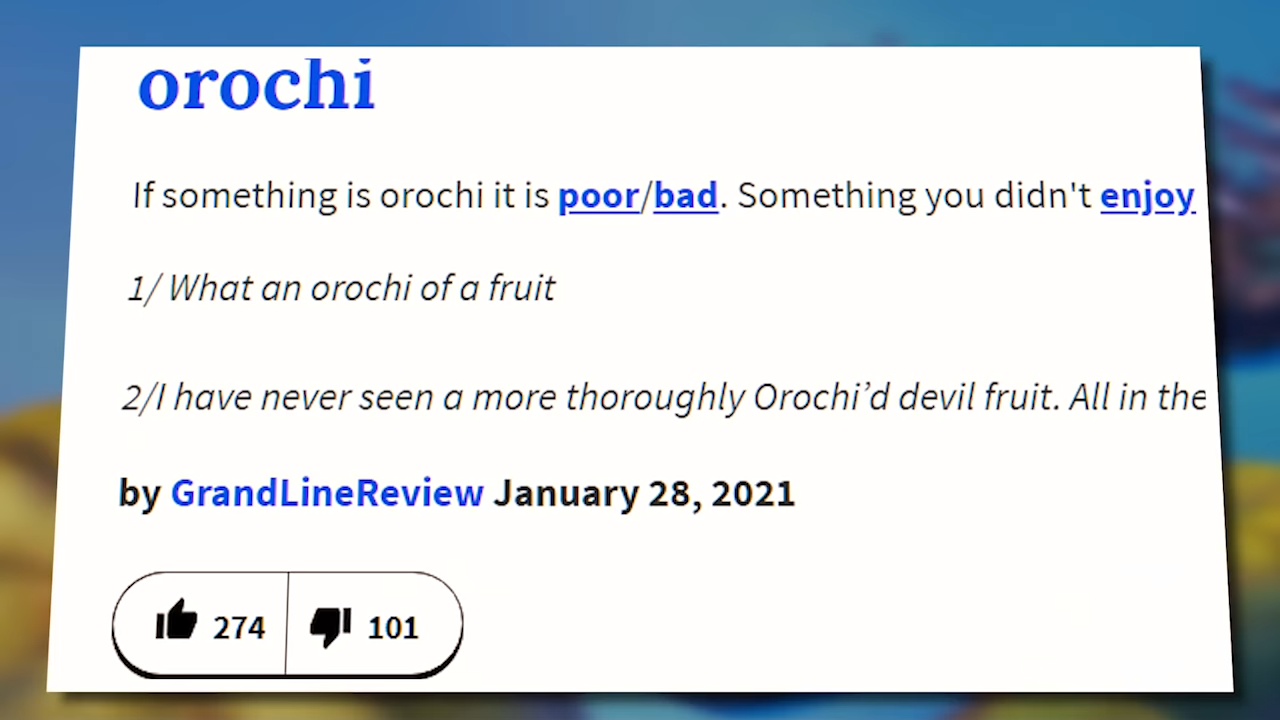 orochi
If something is orochi it is poor/bad. Something you didn't enjoy
1/ What an orochi of a fruit
2/I have never seen a more thoroughly Orochi’d devil fruit. All in the
by GrandLineReview January 28, 2021
274 101